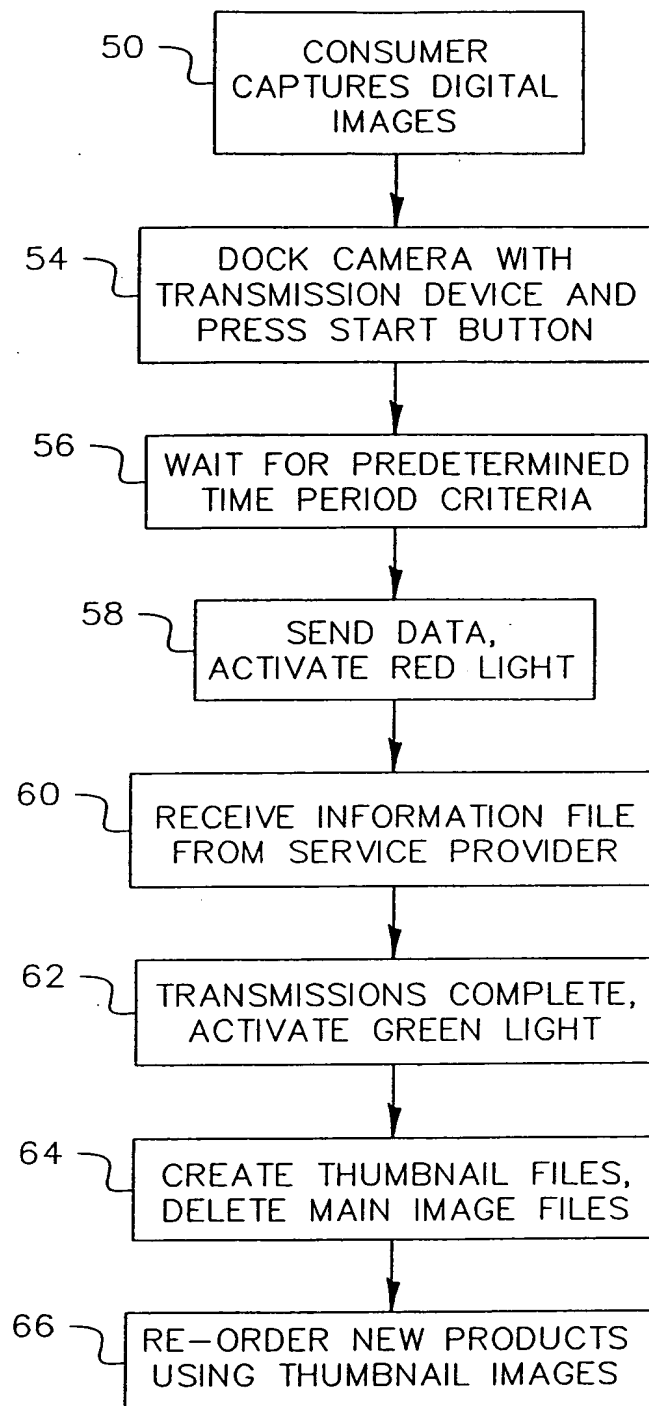 50
CONSUMER
CAPTURES DIGITAL
IMAGES
54
DOCK CAMERA WITH
TRANSMISSION DEVICE AND
PRESS START BUTTON
56
WAIT FOR PREDETERMINED
TIME PERIOD CRITERIA
58
SEND DATA,
ACTIVATE RED LIGHT
60
RECEIVE INFORMATION FILE
FROM SERVICE PROVIDER
62
TRANSMISSIONS COMPLETE,
ACTIVATE GREEN LIGHT
64
CREATE THUMBNAIL FILES,
DELETE MAIN IMAGE FILES
66
RE-ORDER NEW PRODUCTS
USING THUMBNAIL IMAGES